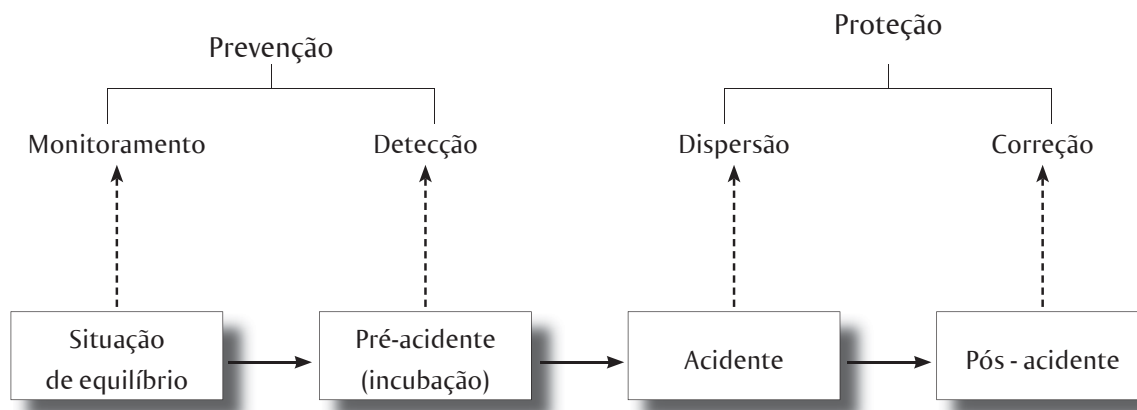 Prevenção
Proteção
Monitoramento
Detecção
Dispersão
Correção
Situação
de equilíbrio
Pré-acidente
(incubação)
Acidente
Pós - acidente